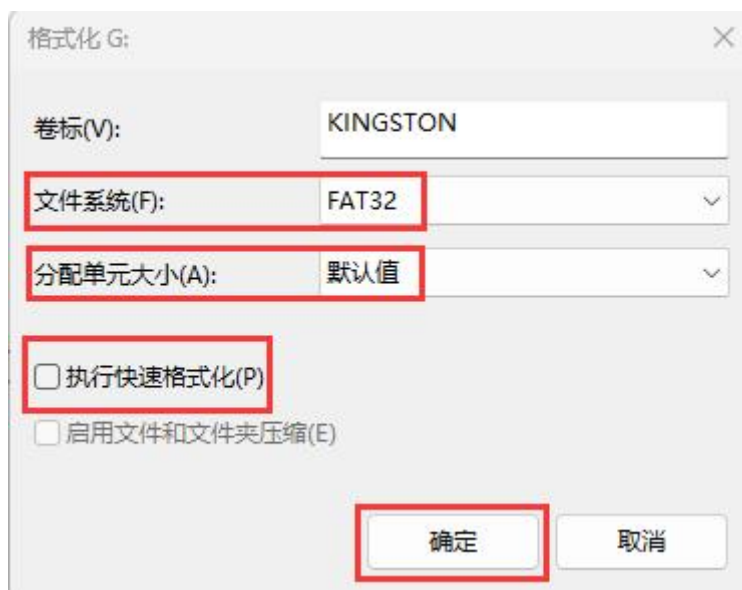 格式化 G:
卷标(V): KINGSTON
文件系统(F): FAT32
分配单元大小(A): 默认值
执行快速格式化(P)
启用文件和文件夹压缩(E)
确定 取消